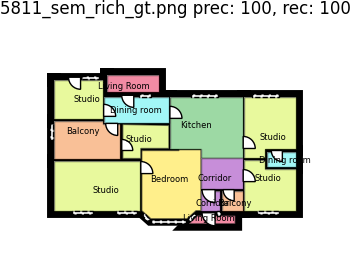 5811_sem_rich_gt.png prec: 100, rec: 100
Living Room
Studio
Dining room
Kitchen
Balcony
Studio
Studio
Dining room
Bedroom
Corridor
Studio
Studio
Corridor
Balcony
Living Room